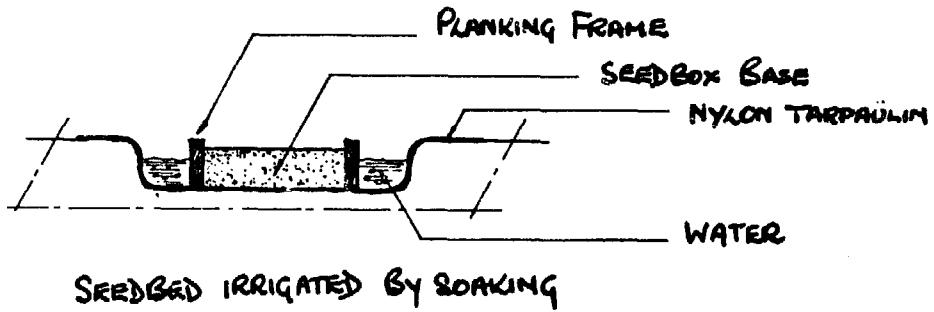 PLANKING FRAME
SEEDBOX BASE
NYLON TARPAULIN
WATER
SEEDBED IRRIGATED BY SOAKING